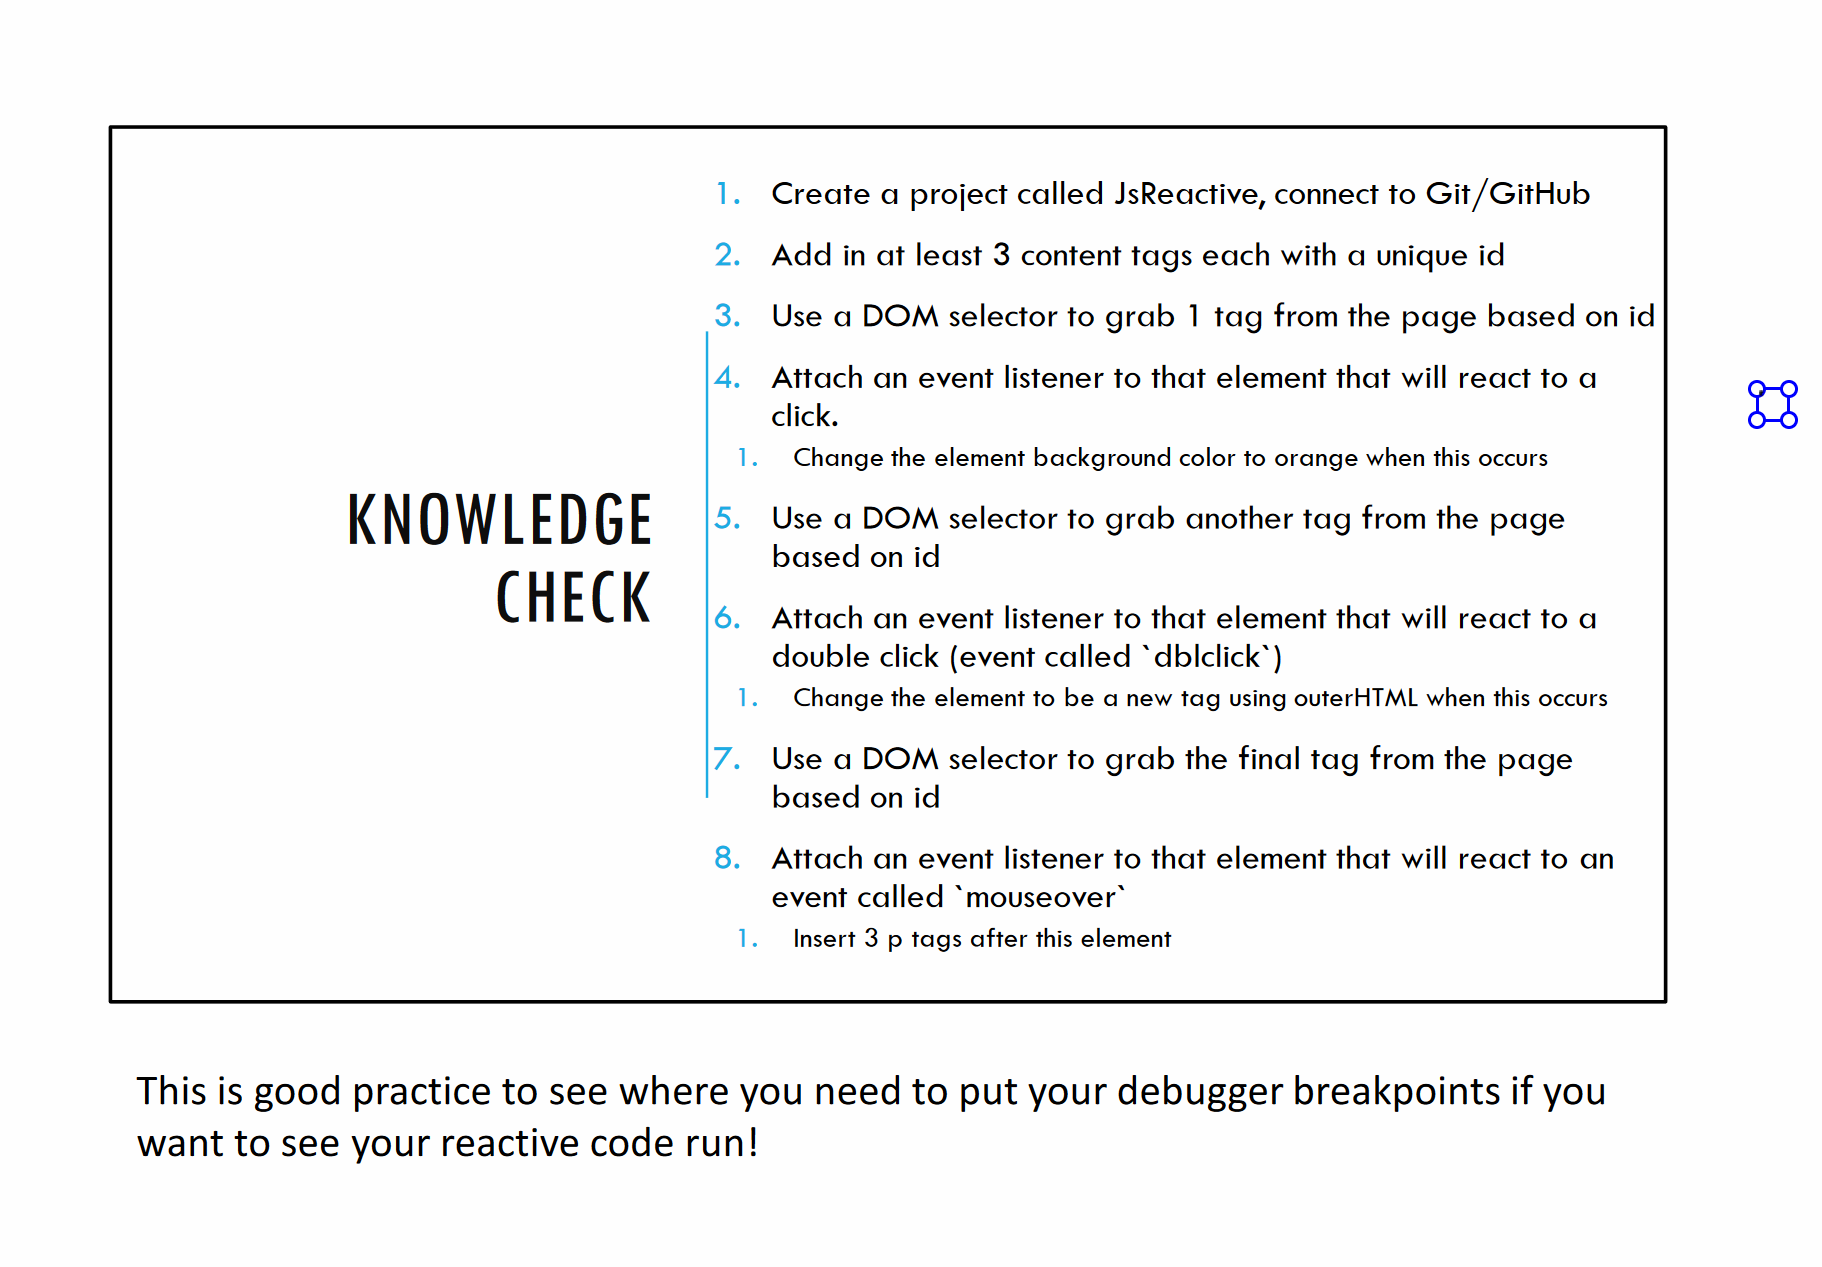 KNOWLEDGE
CHECK
1. Create a project called JsReactive, connect to Git/GitHub
2. Add in at least 3 content tags each with a unique id
3. Use a DOM selector to grab 1 tag from the page based on id
4. Attach an event listener to that element that will react to a
click.
1. Change the element background color to orange when this occurs
5. Use a DOM selector to grab another tag from the page
based on id
6. Attach an event listener to that element that will react to a
double click (event called `dblclick`)
1. Change the element to be a new tag using outerHTML when this occurs
7. Use a DOM selector to grab the final tag from the page
based on id
8. Attach an event listener to that element that will react to an
event called `mouseover`
1. Insert 3 p tags after this element
This is good practice to see where you need to put your debugger breakpoints if you
want to see your reactive code run!